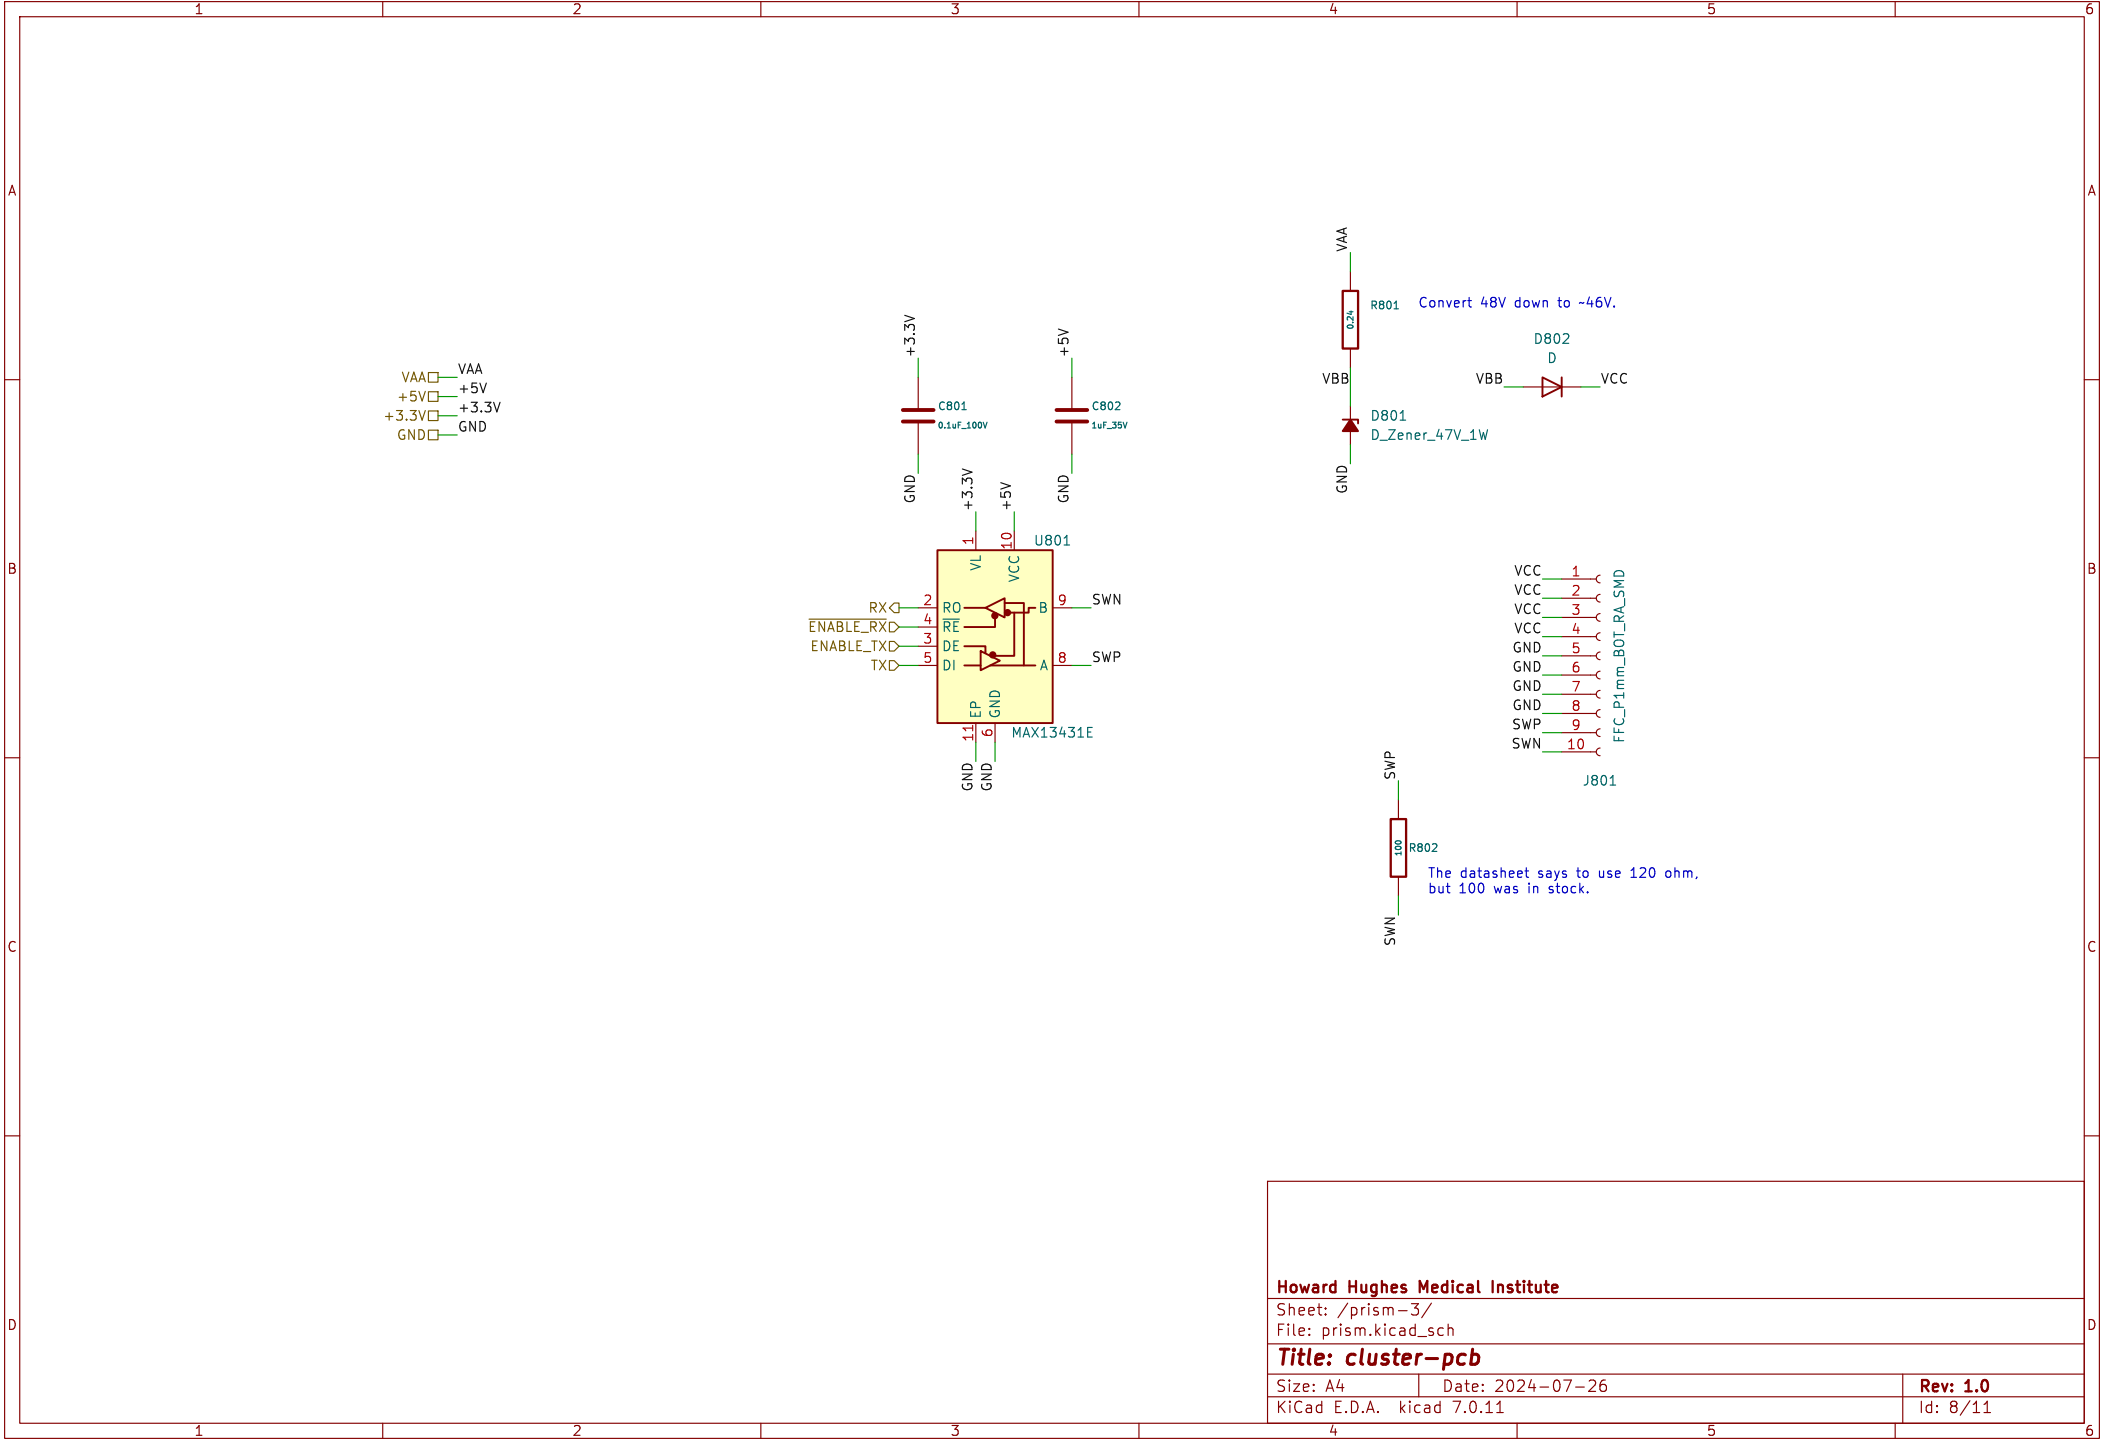 1 2 3 4 5 6
A A
VAA
R801
0.24
Convert 48V down to ~46V.
+3.3V
+5V
D802
D
VAA VAA
+5V +5V
+3.3V +3.3V
GND GND
VBB
VBB VCC
C801
0.1uF_100V
C802
1uF_35V
D801
D_Zener_47V_1W
GND
GND
GND
+3.3V
+5V
U801
1 10
VL VCC
B B
RX 2 RO B 9 SWN
ENABLE_RX 4 RE
ENABLE_TX 3 DE
TX 5 DI A 8 SWP
EP GND
11 6
MAX13431E
GND GND
VCC 1
VCC 2
VCC 3
VCC 4
GND 5
GND 6
GND 7
GND 8
SWP 9
SWN 10
FFC_P1mm_BOT_RA_SMD
J801
SWP
100
R802
The datasheet says to use 120 ohm,
but 100 was in stock.
SWN
C C
Howard Hughes Medical Institute
Sheet: /prism-3/
File: prism.kicad_sch
Title: cluster-pcb
Size: A4 Date: 2024-07-26 Rev: 1.0
KiCad E.D.A. kicad 7.0.11 Id: 8/11
D D
1 2 3 4 5 6